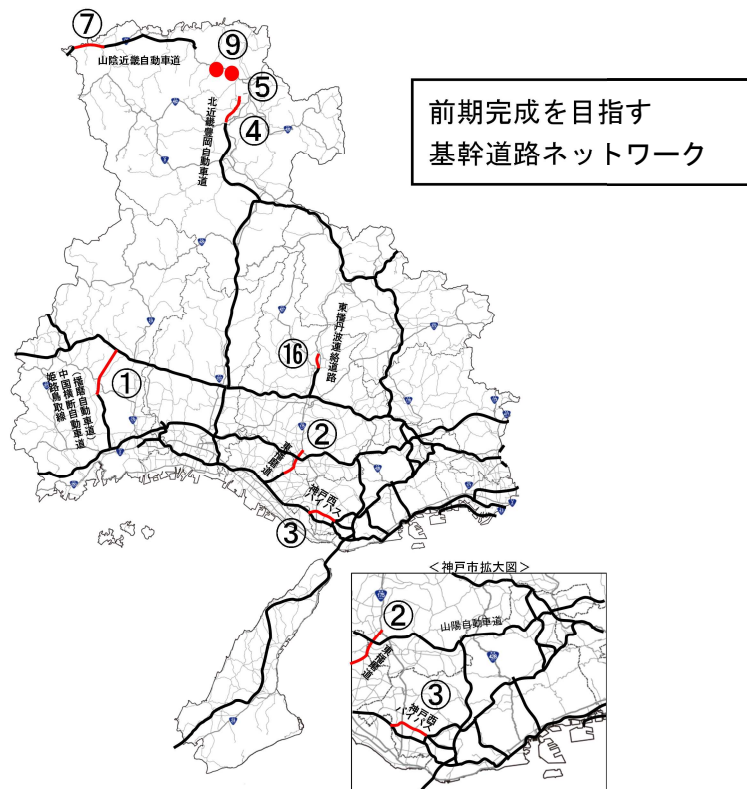 ⑦
山陰近畿自動車道
⑨
⑤
④
北近畿豊岡自動車道
前期完成を目指す
基幹道路ネットワーク
東播丹波連絡道路
⑯
①
(播磨自動車道)
中国横断自動車道
姫路鳥取線
②
東播磨道
神戸西
バイパス
③
<神戸市拡大図>
②
山陽自動車道
東播磨道
③
神戸西
バイパス